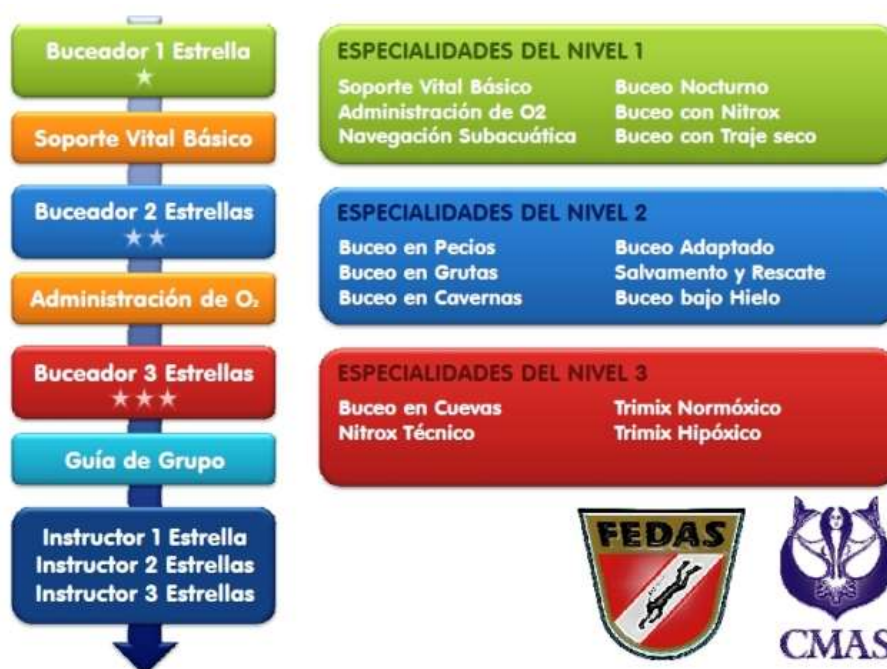 Buceador 1 Estrella
Soporte Vital Básico
Buceador 2 Estrellas
Administración de O₂
Buceador 3 Estrellas
Guía de Grupo
Instructor 1 Estrella
Instructor 2 Estrellas
Instructor 3 Estrellas
ESPECIALIDADES DEL NIVEL 1
Soporte Vital Básico
Administración de O2
Navegación Subacuática
Buceo Nocturno
Buceo con Nitrox
Buceo con Traje seco
ESPECIALIDADES DEL NIVEL 2
Buceo en Pecios
Buceo en Grutas
Buceo en Cavernas
Buceo Adaptado
Salvamento y Rescate
Buceo bajo Hielo
ESPECIALIDADES DEL NIVEL 3
Buceo en Cuevas
Nitrox Técnico
Trimix Normóxico
Trimix Hipóxico
FEDAS
CMAS